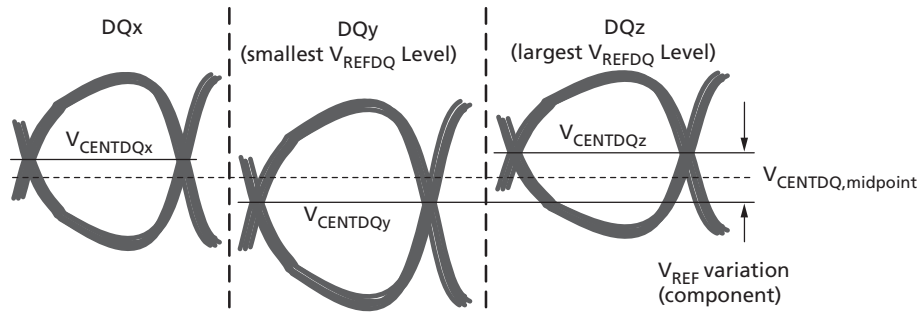 DQx
DQy
(smallest VREFDQ Level)
DQz
(largest VREFDQ Level)
VCENTDQx
VCENTDQy
VCENTDQz
VCENTDQ,midpoint
VREF variation
(component)